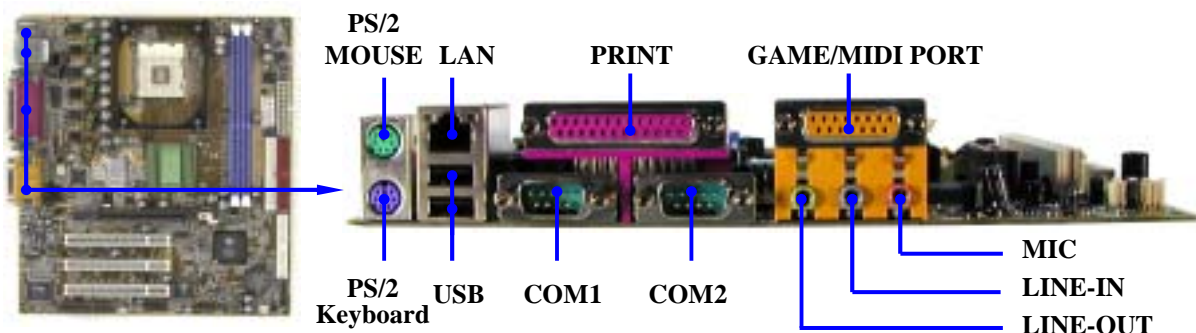 PS/2
MOUSE
LAN
PRINT
GAME/MIDI PORT
PS/2
Keyboard
USB
COM1
COM2
MIC
LINE-IN
LINE-OUT